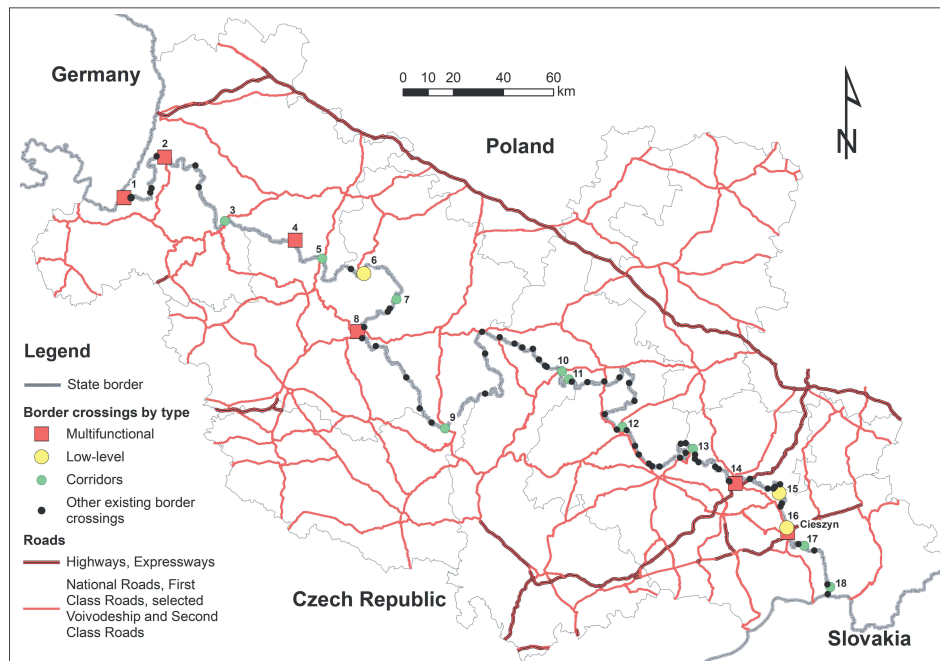 Germany
Poland
0 10 20 40 60
km
N
1
2
3
4
5
6
7
8
9
10
11
12
13
14
15
16
Cieszyn
17
18
Czech Republic
Slovakia
Legend
State border
Border crossings by type
Multifunctional
Low-level
Corridors
Other existing border
crossings
Roads
Highways, Expressways
National Roads, First
Class Roads, selected
Voivodeship and Second
Class Roads